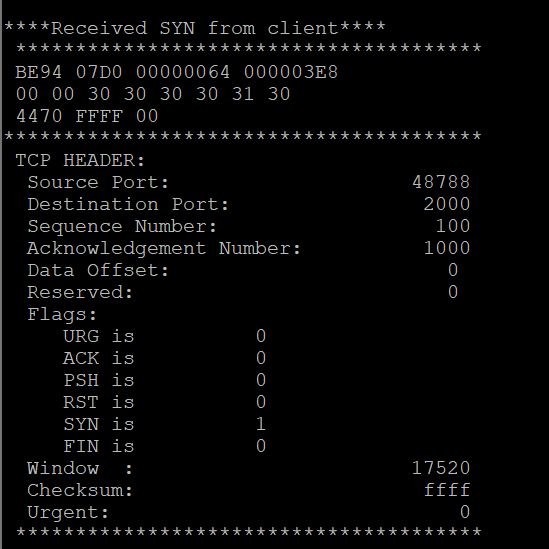 ****Received SYN from client****
***************************************
BE94 07D0 00000064 000003E8
00 00 30 30 30 30 31 30
4470 FFFF 00
****************************************
TCP HEADER:
Source Port: 48788
Destination Port: 2000
Sequence Number: 100
Acknowledgement Number: 1000
Data Offset: 0
Reserved: 0
Flags:
URG is 0
ACK is 0
PSH is 0
RST is 0
SYN is 1
FIN is 0
Window : 17520
Checksum: ffff
Urgent: 0
***************************************